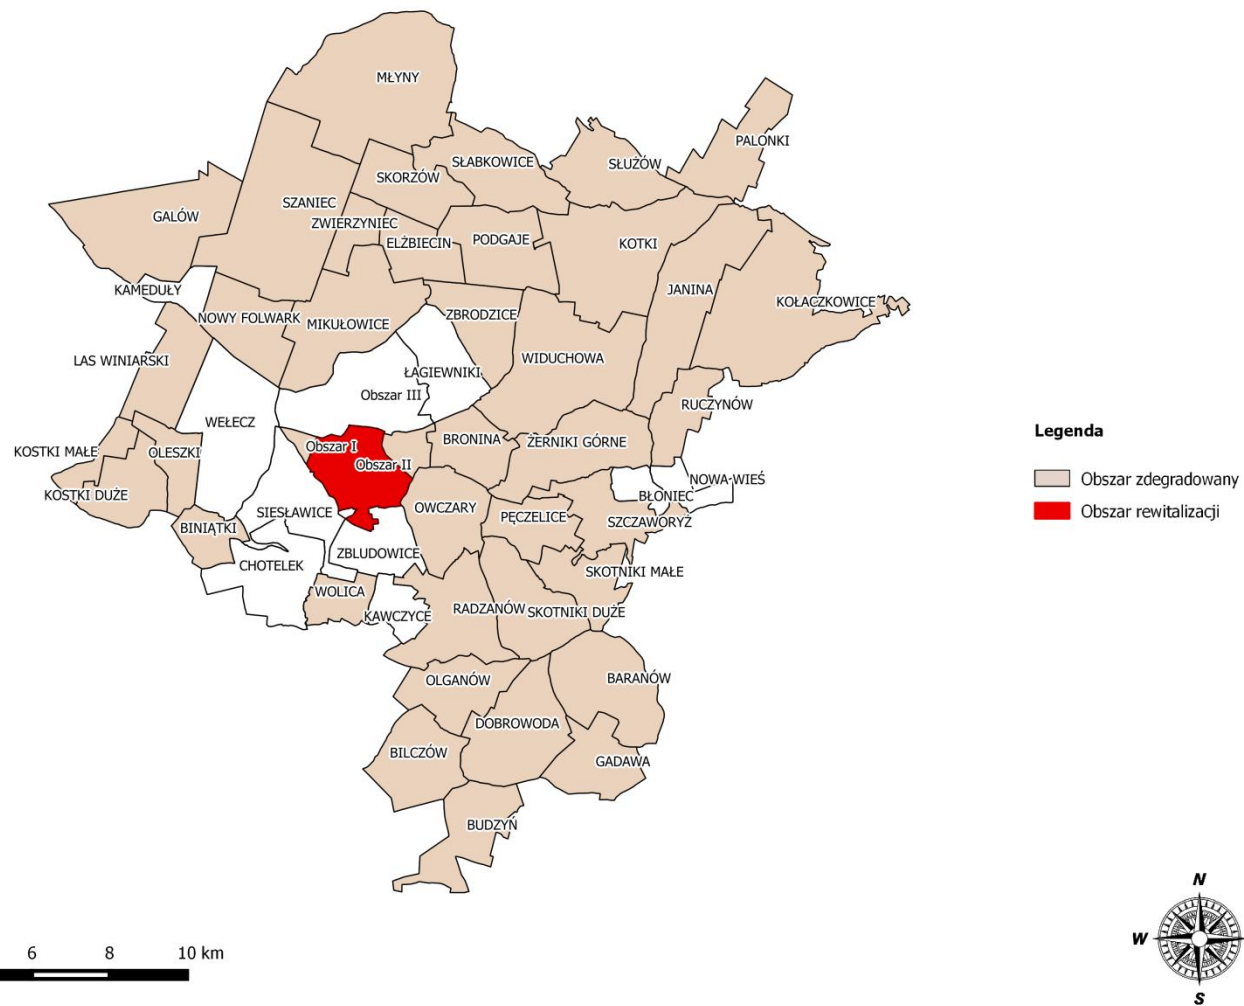 MŁYNY
PALONKI
SŁABKOWICE
SŁUŻÓW
SKORZÓW
SZANIEC
GALÓW
ZWIERZYNIEC
ELŻBIECIN
PODGAJE
KOTKI
KAMEDUŁY
JANINA
KOŁACZKOWICE
NOWY FOLWARK
MIKUŁOWICE
ZBRODZICE
LAS WINIARSKI
WIDUCHOWA
ŁAGIEWNIKI
Obszar III
RUCZYNÓW
WEŁECZ
Legenda
KOSTKI MAŁE
OLESZKI
Obszar I
BRONINA
ŻERNIKI GÓRNE
Obszar II
NOWA WIEŚ
Obszar zdegradowany
KOSTKI DUŻE
BŁONIEC
OWCZARY
SIESŁAWICE
PĘCZELICE
SZCZAWORYŻ
Obszar rewitalizacji
BINIĄTKI
ZBLUDOWICE
CHOTELEK
SKOTNIKI MAŁE
WOLICA
KAWCZYCE
RADZANÓW
SKOTNIKI DUŻE
OLGANÓW
BARANÓW
DOBROWODA
BILCZÓW
GADAWA
BUDZYŃ
N
W
S
6 8 10 km